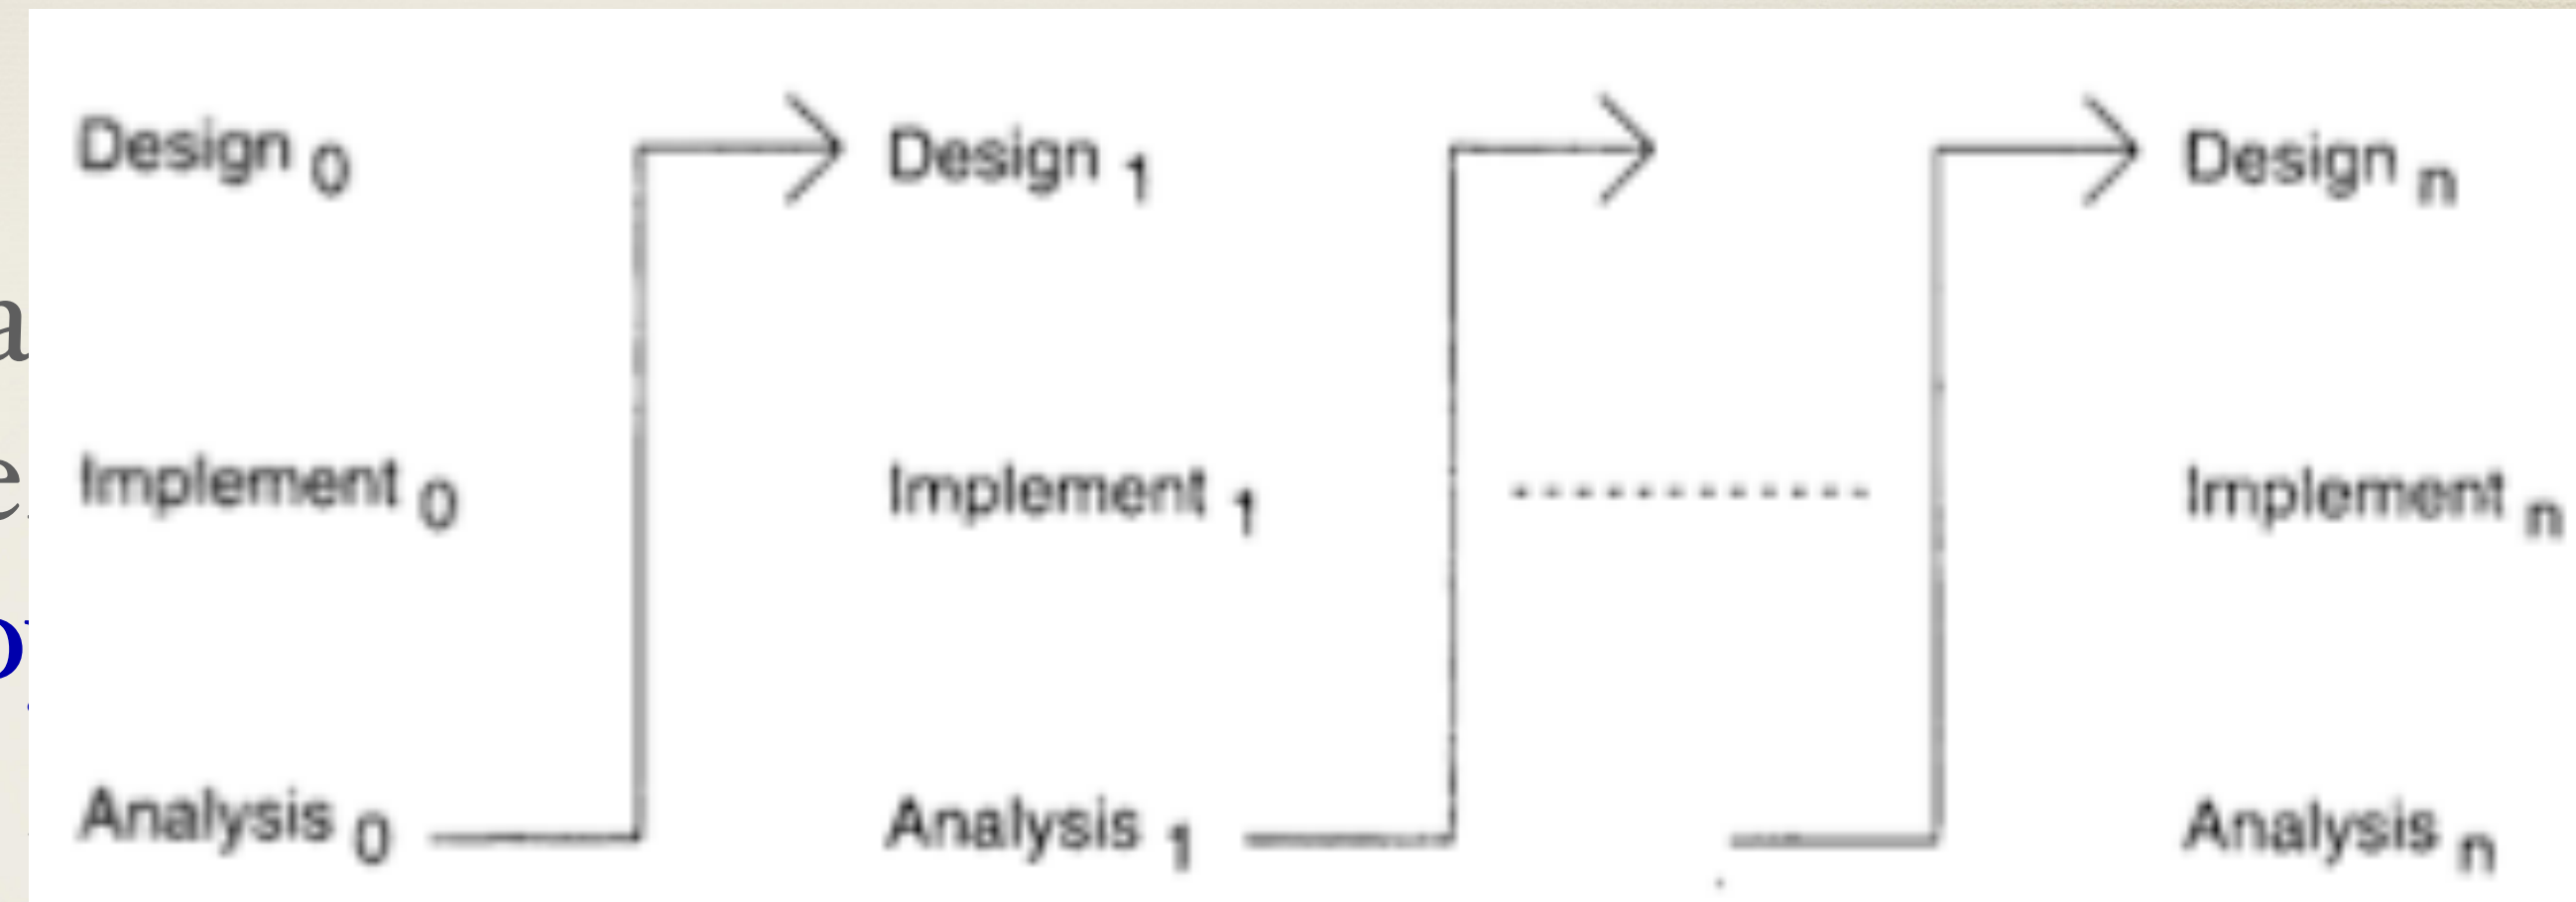 Design 0 Design 1 Design n
a
Implement 0 Implement 1 Implement n
e
Analysis 0 Analysis 1 Analysis n